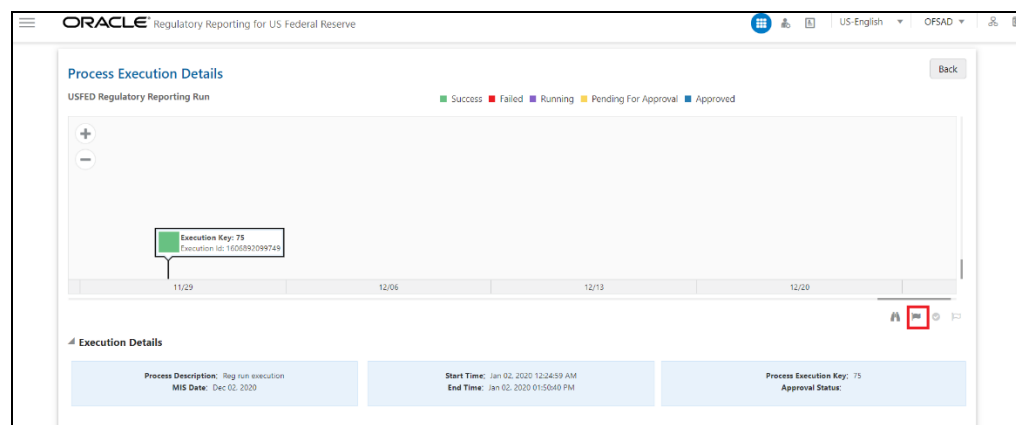 ORACLE® Regulatory Reporting for US Federal Reserve
US-English
OFSAD
Process Execution Details
Back
USFED Regulatory Reporting Run
Success Failed Running Pending For Approval Approved
Execution Key: 75
Execution Id: 1606892099749
11/29 12/06 12/13 12/20
Execution Details
Process Description: Reg run execution
MIS Date: Dec 02, 2020
Start Time: Jan 02, 2020 12:24:59 AM
End Time: Jan 02, 2020 01:50:40 PM
Process Execution Key: 75
Approval Status: